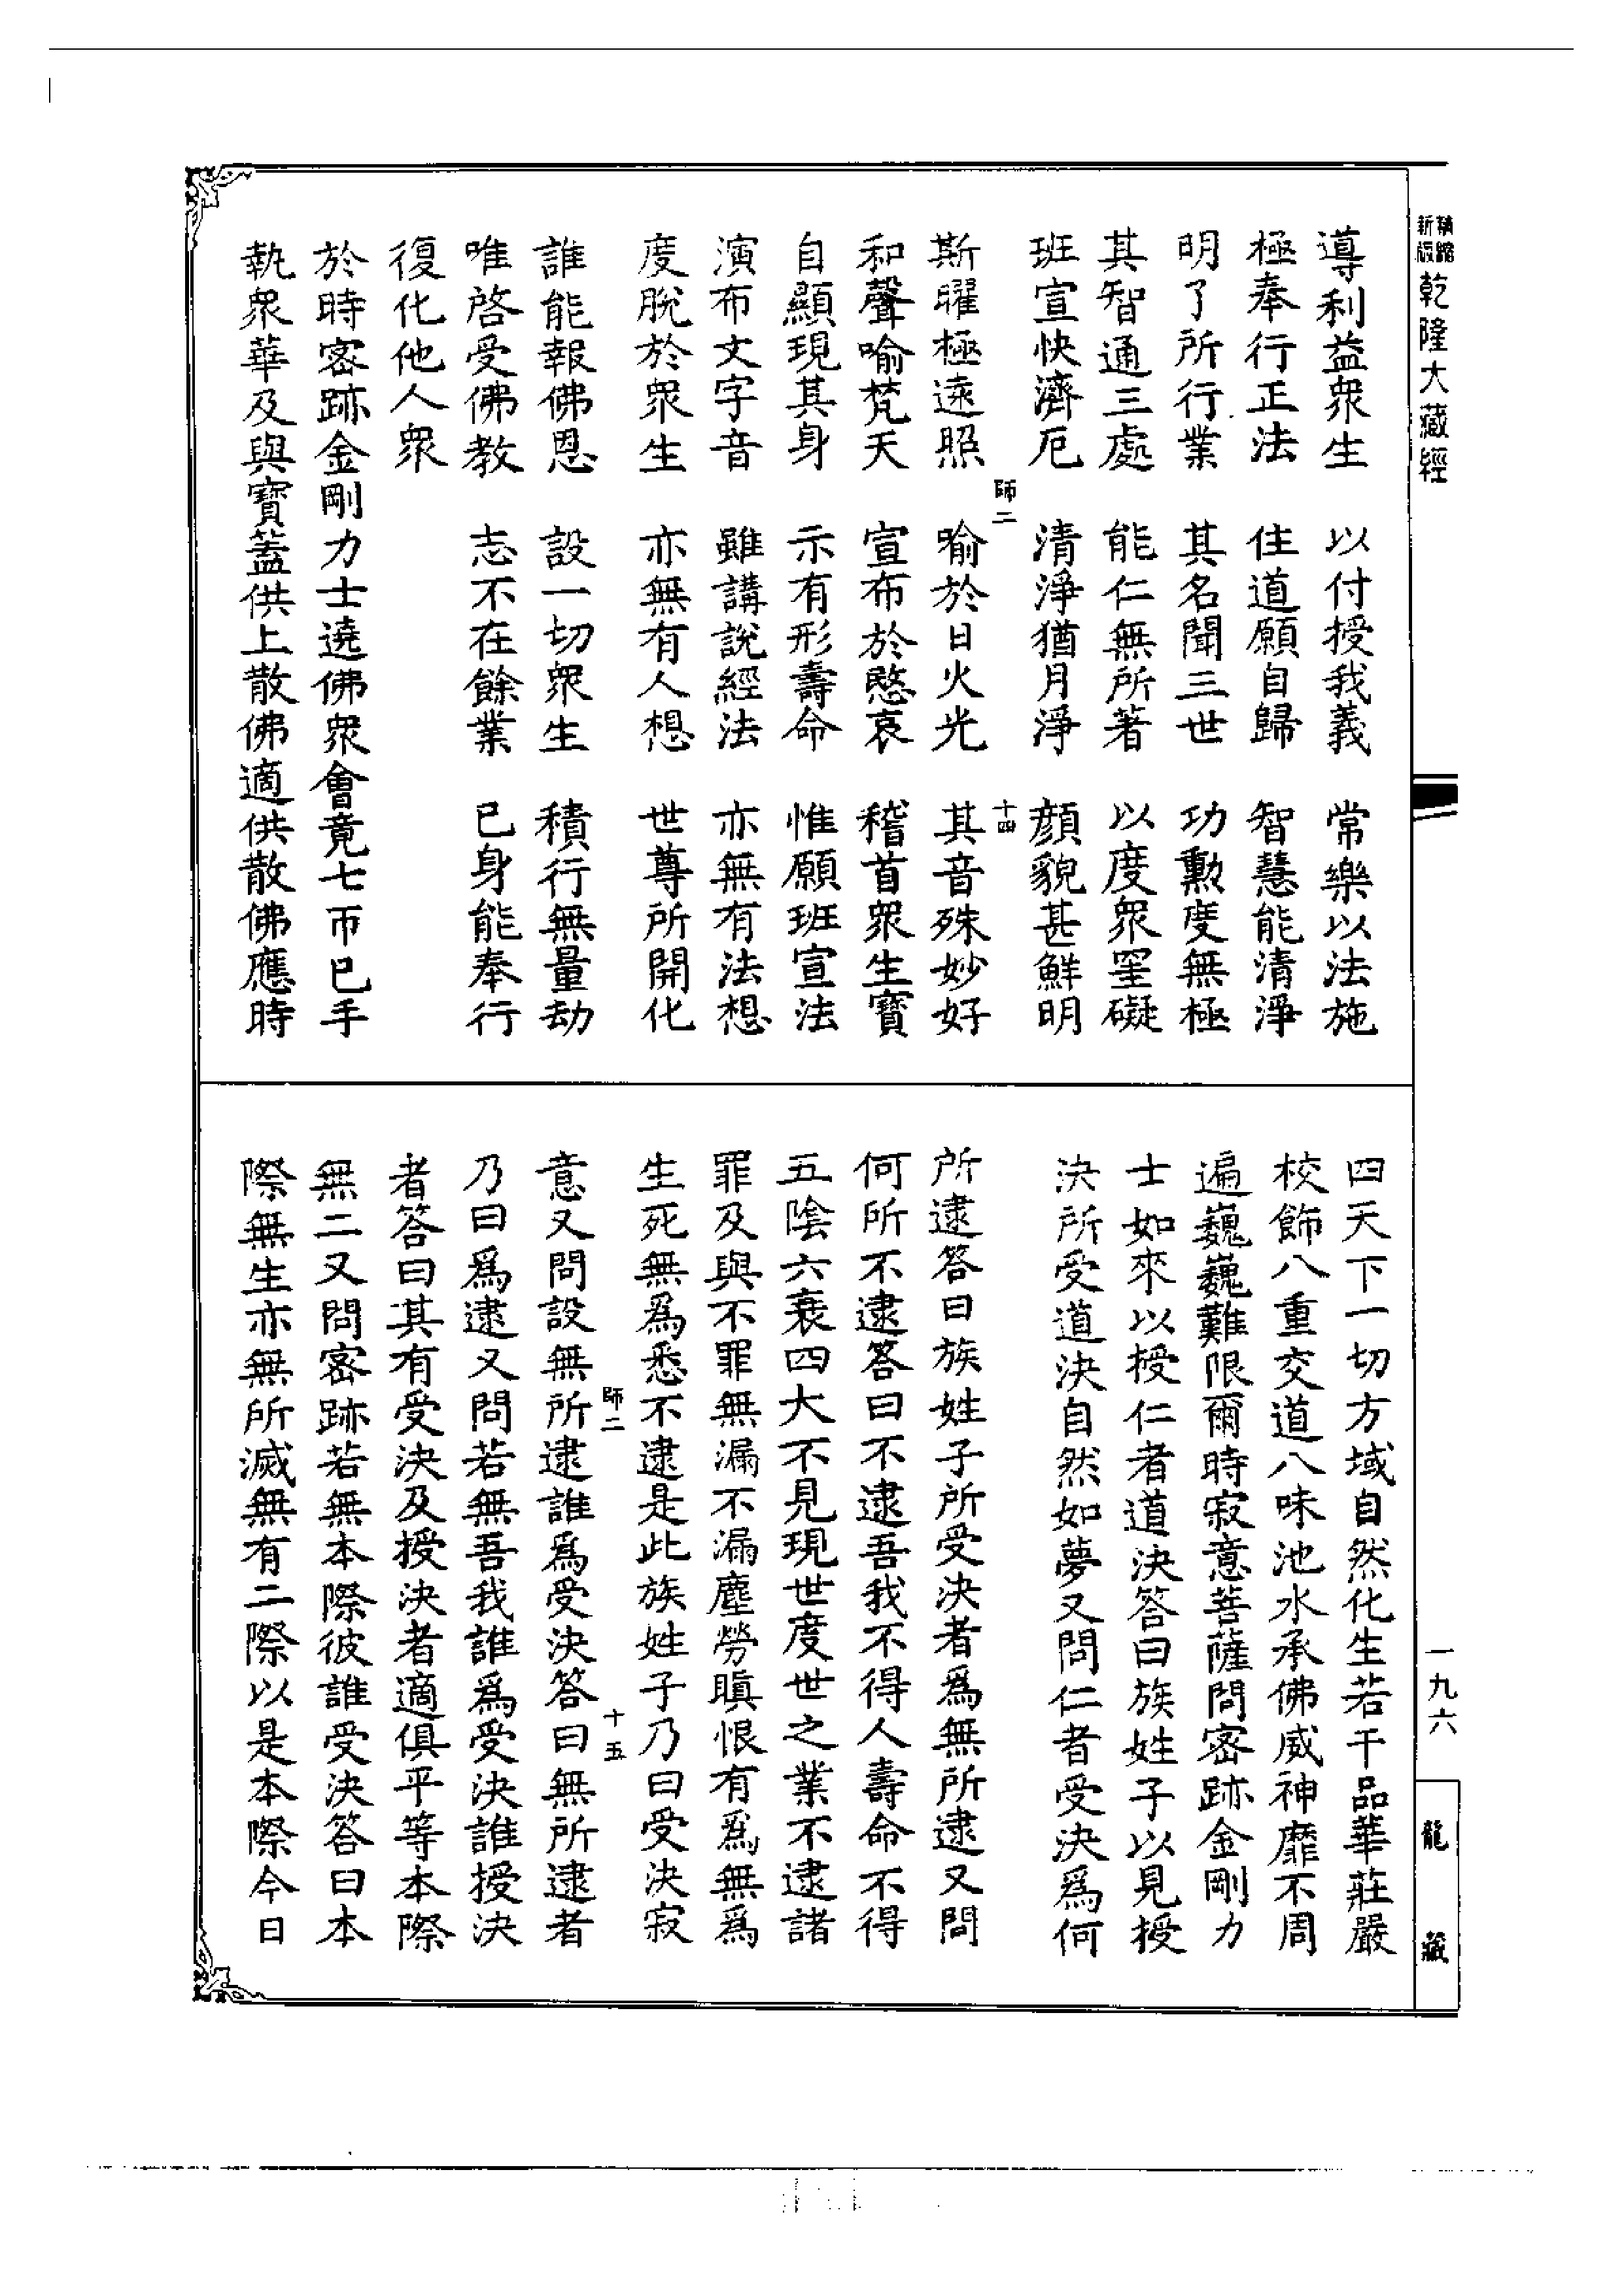 新版精縮乾隆大藏經
導利益衆生　以付授我義　常樂以法施
極奉行正法　住道願自歸　智慧能清淨
明了所行業　其名聞三世　功勳度無極
其智通三處　能仁無所著　以度衆罣礙
班宣快濟厄　清淨猶月淨　顏貌甚鮮明
師二　十四
斯曜極遠照　喻於日火光　其音殊妙好
和聲喻梵天　宣布於愍哀　稽首衆生寶
自顯現其身　示有形壽命　惟願班宣法
演布文字音　雖講說經法　亦無有法想
度脫於衆生　亦無有人想　世尊所開化
誰能報佛恩　設一切衆生　積行無量劫
唯啓受佛教　志不在餘業　已身能奉行
復化他人衆
於時密跡金剛力士遶佛衆會竟七帀已手
執衆華及與寶蓋供上散佛適供散佛應時
四天下一切方域自然化生若干品華莊嚴
校飾八重交道八味池水承佛威神靡不周
遍巍巍難限爾時寂意菩薩問密跡金剛力
士如來以授仁者道決答曰族姓子以見授
決所受道決自然如夢又問仁者受決爲何
所逮答曰族姓子所受決者爲無所逮又問
何所不逮答曰不逮吾我不得人壽命不得
五陰六衰四大不見現世度世之業不逮諸
罪及與不罪無漏不漏塵勞瞋恨有爲無爲
生死無爲悉不逮是此族姓子乃曰受決寂
師二　十五
意又問設無所逮誰爲受決答曰無所逮者
乃曰爲逮又問若無吾我誰爲受決誰授決
者答曰其有受決及授決者適俱平等本際
無二又問密跡若無本際彼誰受決答曰本
際無生亦無所滅無有二際以是本際今日
一九六
龍藏